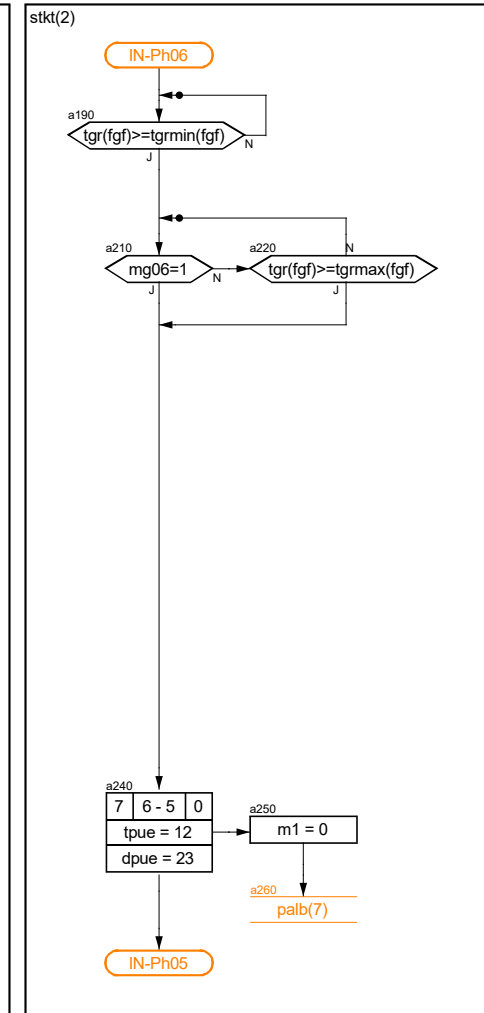 stkt(2)
IN-Ph06
a190
tgr(fgf)>=tgrmin(fgf)
N
J
a210
mg06=1
N
J
a220
N
tgr(fgf)>=tgrmax(fgf)
J
a240
7 6 - 5 0
tpue = 12
dpue = 23
a250
m1 = 0
a260
palb(7)
IN-Ph05